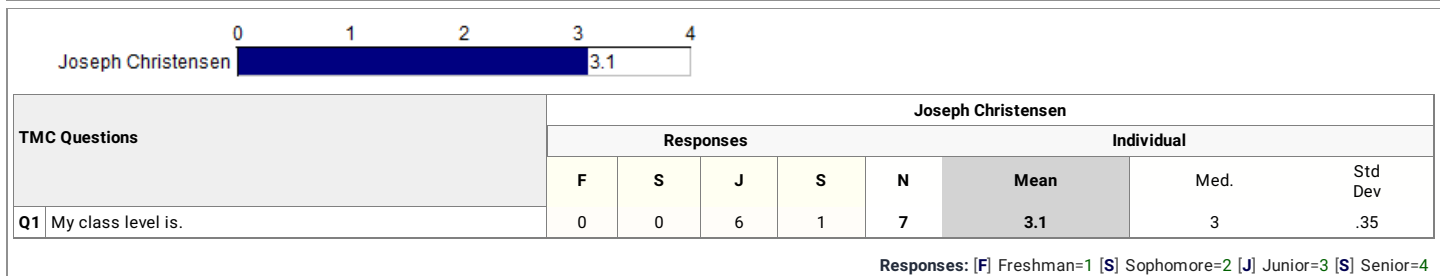 0 1 2 3 4
Joseph Christensen 3.1
Joseph Christensen
TMC Questions
Responses Individual
F S J S N Mean Med. Std Dev
Q1 My class level is. 0 0 6 1 7 3.1 3 .35
Responses: [F] Freshman=1 [S] Sophomore=2 [J] Junior=3 [S] Senior=4